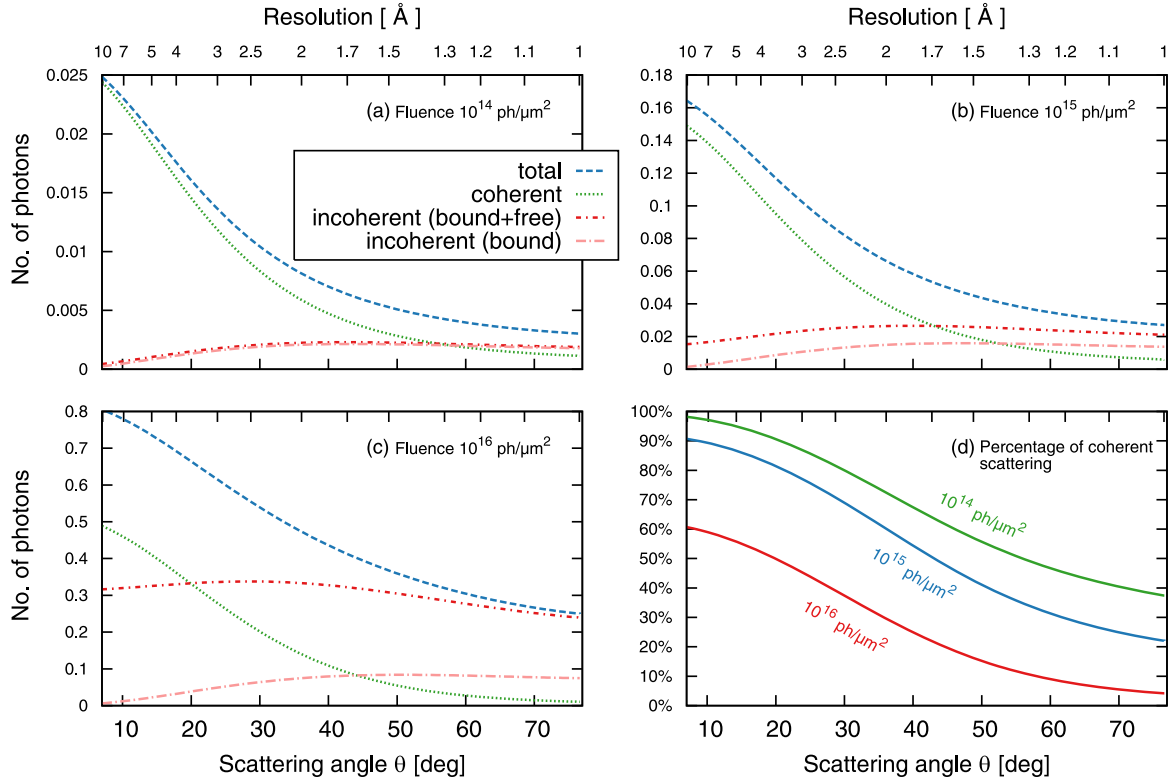 Resolution [ Å ]
Resolution [ Å ]
10 7 5 4 3 2.5 2 1.7 1.5 1.3 1.2 1.1 1
10 7 5 4 3 2.5 2 1.7 1.5 1.3 1.2 1.1 1
No. of photons
0.025
0.02
0.015
0.01
0.005
0
(a) Fluence 10¹⁴ ph/µm²
total
coherent
incoherent (bound+free)
incoherent (bound)
0.18
0.16
0.14
0.12
0.1
0.08
0.06
0.04
0.02
0
(b) Fluence 10¹⁵ ph/µm²
No. of photons
0.8
0.7
0.6
0.5
0.4
0.3
0.2
0.1
0
(c) Fluence 10¹⁶ ph/µm²
10 20 30 40 50 60 70
Scattering angle θ [deg]
100%
90%
80%
70%
60%
50%
40%
30%
20%
10%
0%
(d) Percentage of coherent
scattering
10¹⁴ ph/µm²
10¹⁵ ph/µm²
10¹⁶ ph/µm²
10 20 30 40 50 60 70
Scattering angle θ [deg]